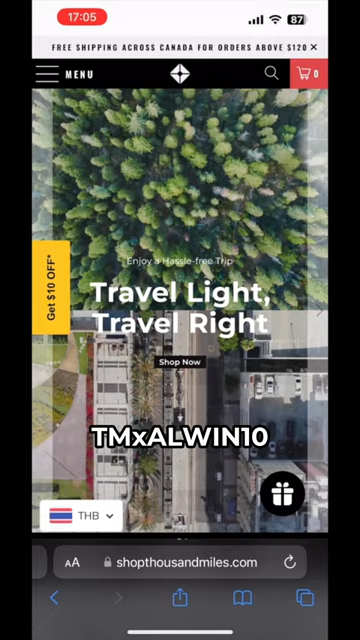 17:05
87
FREE SHIPPING ACROSS CANADA FOR ORDERS ABOVE $120 ✕
MENU
0
Enjoy a Hassle-free Trip
Travel Light,
Travel Right
Get $10 OFF*
Shop Now
TMxALWIN10
THB
AA shopthousandmiles.com